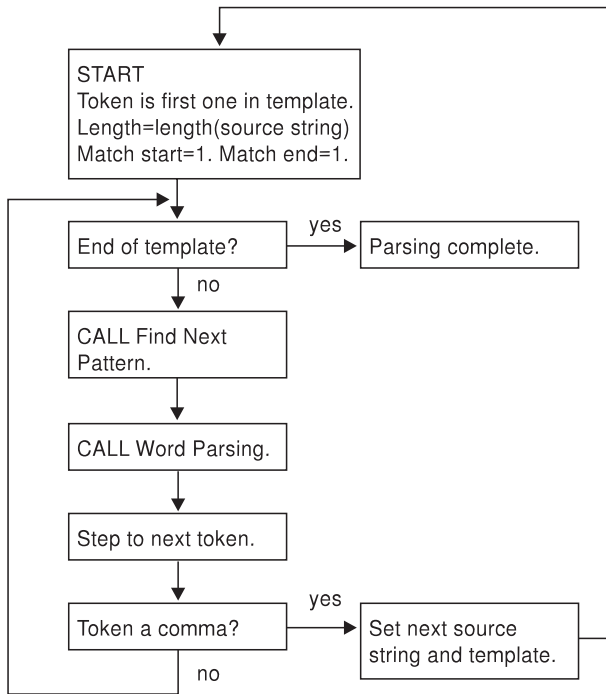 START
Token is first one in template.
Length=length(source string)
Match start=1. Match end=1.
End of template?
yes
Parsing complete.
no
CALL Find Next
Pattern.
CALL Word Parsing.
Step to next token.
Token a comma?
yes
Set next source
string and template.
no